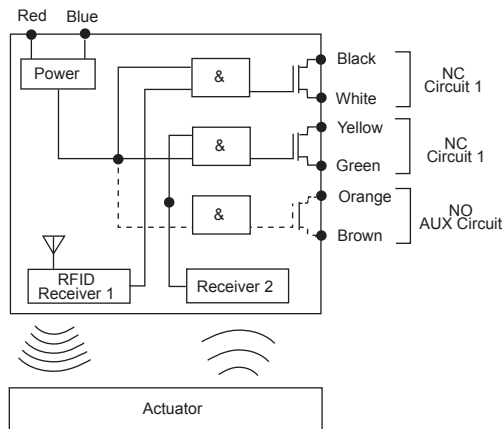 Red Blue
Power
&
Black
White
NC
Circuit 1
&
Yellow
Green
NC
Circuit 1
&
Orange
Brown
NO
AUX Circuit
RFID
Receiver 1
Receiver 2
Actuator